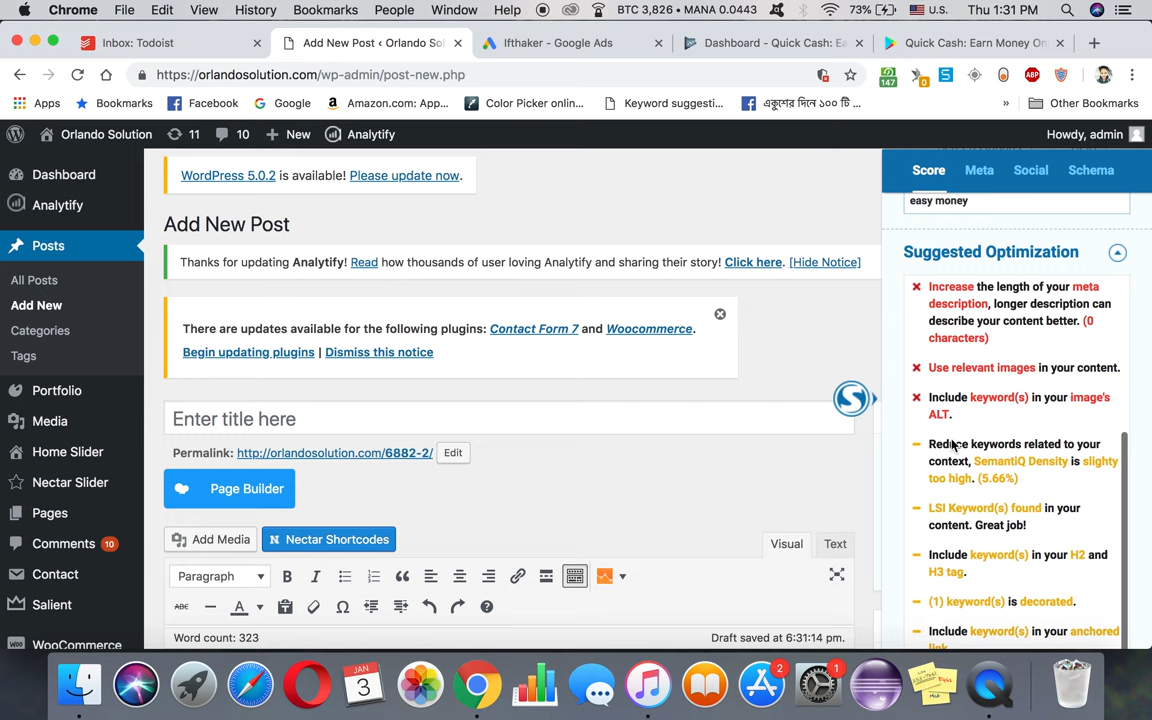 Chrome File Edit View History Bookmarks People Window Help BTC 3,826 • MANA 0.0443 73% U.S. Thu 1:31 PM
Inbox: Todoist
Add New Post ‹ Orlando Sol
Ifthaker - Google Ads
Dashboard - Quick Cash: Ea
Quick Cash: Earn Money On
https://orlandosolution.com/wp-admin/post-new.php
147
0
ABP
Apps Bookmarks Facebook Google Amazon.com: App... Color Picker onlin... Keyword suggesti... একুশের দিনে ১০০ টি ... » Other Bookmarks
Orlando Solution 11 10 New Analytify Howdy, admin
Dashboard
Analytify
Posts
All Posts
Add New
Categories
Tags
Portfolio
Media
Home Slider
Nectar Slider
Pages
Comments 10
Contact
Salient
WooCommerce
WordPress 5.0.2 is available! Please update now.
Add New Post
Thanks for updating Analytify! Read how thousands of user loving Analytify and sharing their story! Click here. [Hide Notice]
There are updates available for the following plugins: Contact Form 7 and Woocommerce.
Begin updating plugins | Dismiss this notice
Enter title here
Permalink: http://orlandosolution.com/6882-2/ Edit
Page Builder
Add Media Nectar Shortcodes Visual Text
Paragraph B I
ABC A
Word count: 323 Draft saved at 6:31:14 pm.
Score Meta Social Schema
easy money
Suggested Optimization
Increase the length of your meta
description, longer description can
describe your content better. (0
characters)
Use relevant images in your content.
Include keyword(s) in your image's
ALT.
Reduce keywords related to your
context, SemantiQ Density is slighty
too high. (5.66%)
LSI Keyword(s) found in your
content. Great job!
Include keyword(s) in your H2 and
H3 tag.
(1) keyword(s) is decorated.
Include keyword(s) in your anchored
link
JAN
3
2
1